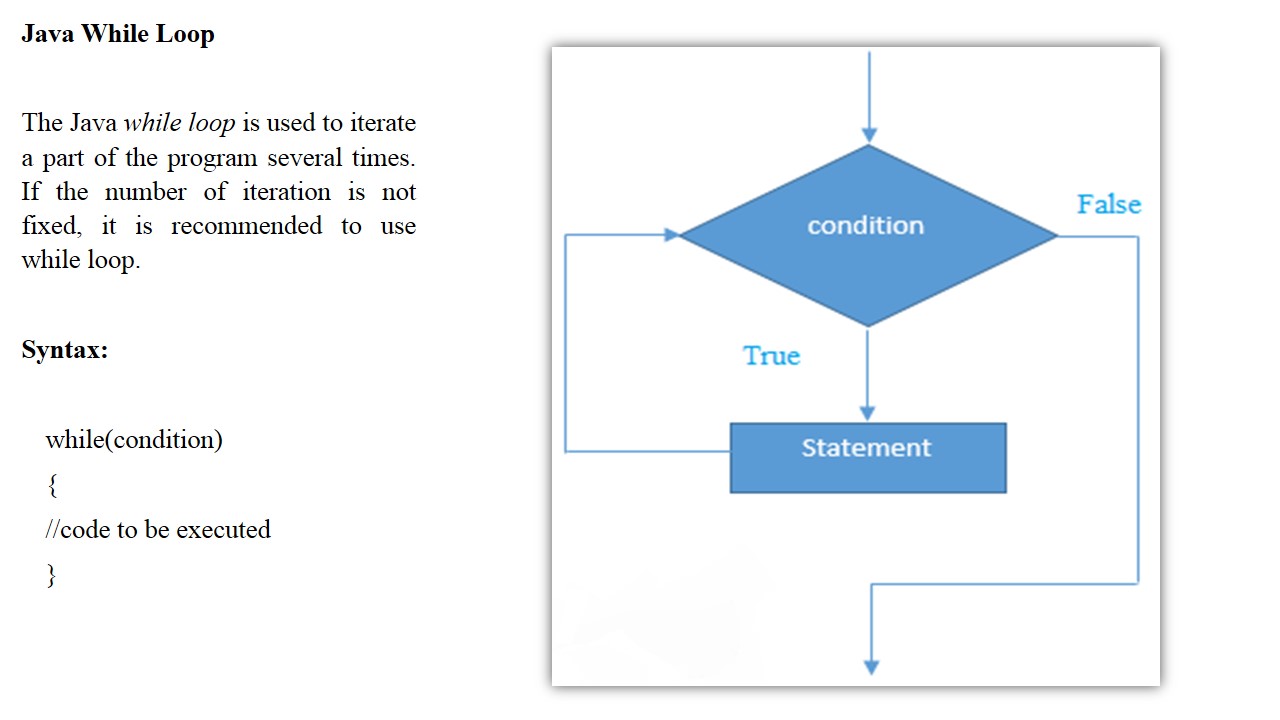 Java While Loop
The Java while loop is used to iterate
a part of the program several times.
If the number of iteration is not
fixed, it is recommended to use
while loop.
Syntax:
while(condition)
{
//code to be executed
}
condition
False
True
Statement